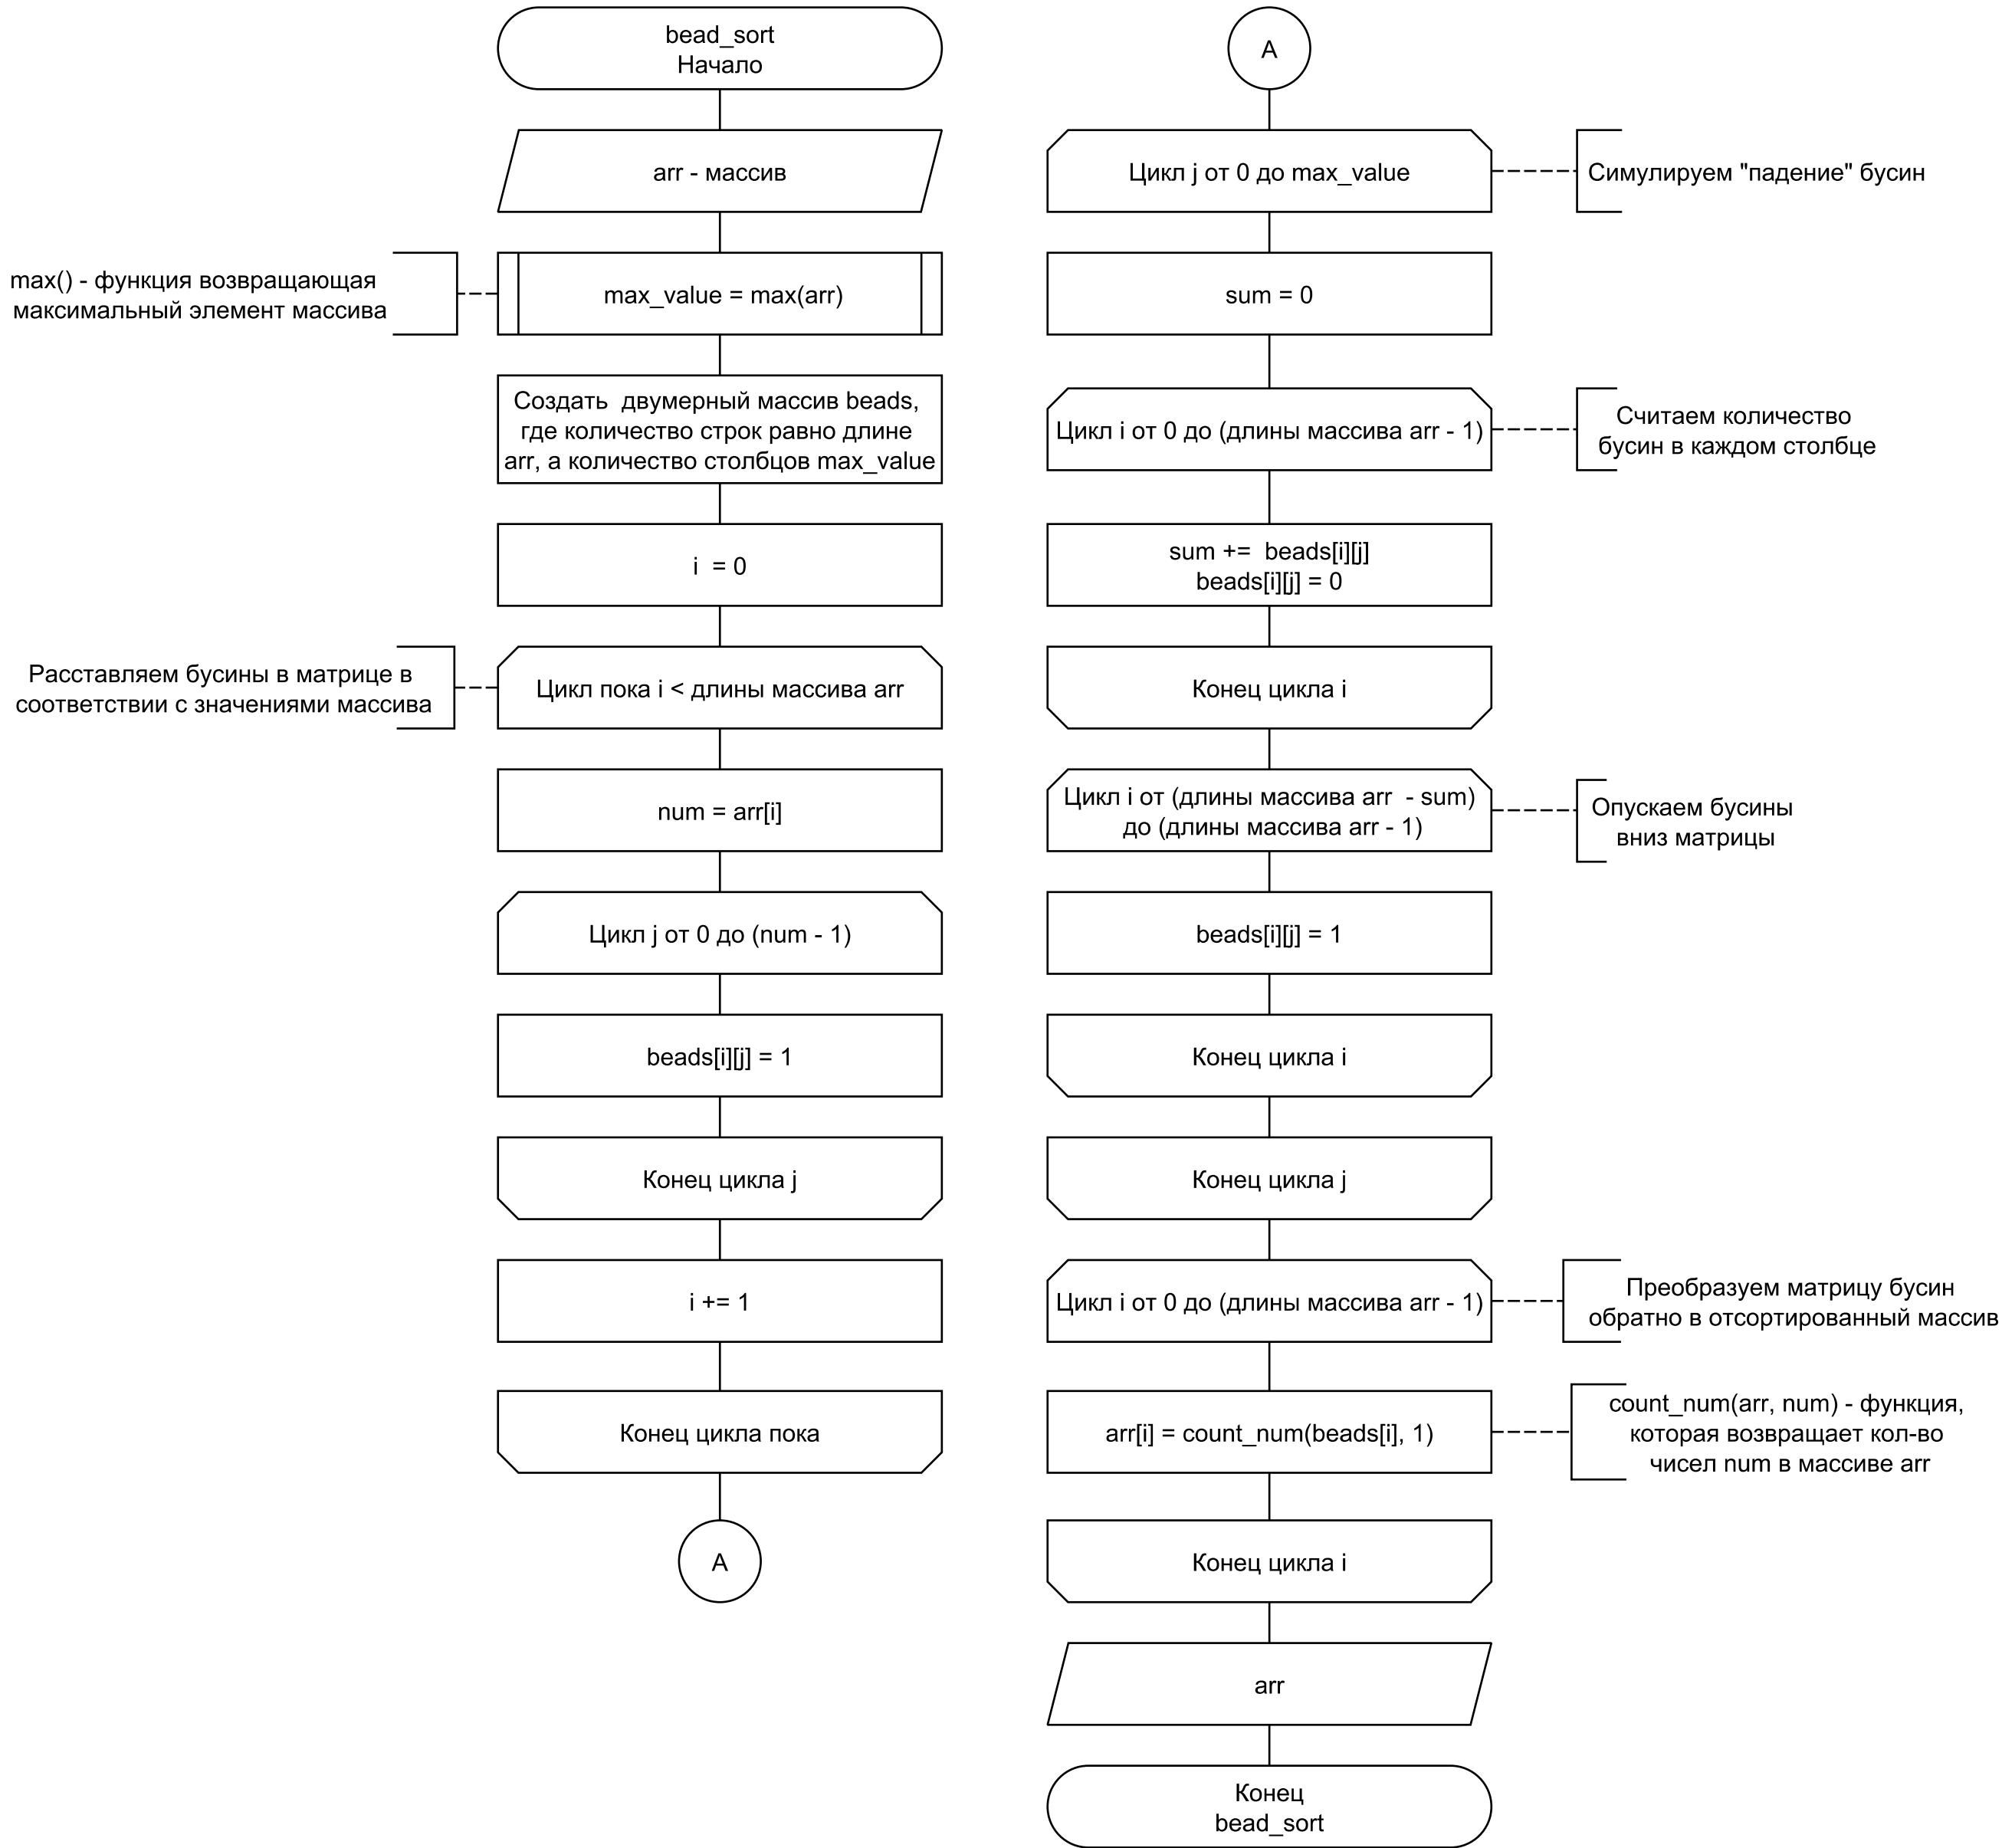 bead_sort
Начало
arr - массив
max() - функция возвращающая
максимальный элемент массива
max_value = max(arr)
Создать  двумерный массив beads,
где количество строк равно длине
arr, а количество столбцов max_value
i  = 0
Расставляем бусины в матрице в
соответствии с значениями массива
Цикл пока i < длины массива arr
num = arr[i]
Цикл j от 0 до (num - 1)
beads[i][j] = 1
Конец цикла j
i += 1
Конец цикла пока
A
A
Цикл j от 0 до max_value
Симулируем "падение" бусин
sum = 0
Цикл i от 0 до (длины массива arr - 1)
Считаем количество
бусин в каждом столбце
sum +=  beads[i][j]
beads[i][j] = 0
Конец цикла i
Цикл i от (длины массива arr  - sum)
до (длины массива arr - 1)
Опускаем бусины
вниз матрицы
beads[i][j] = 1
Конец цикла i
Конец цикла j
Цикл i от 0 до (длины массива arr - 1)
Преобразуем матрицу бусин
обратно в отсортированный массив
arr[i] = count_num(beads[i], 1)
count_num(arr, num) - функция,
которая возвращает кол-во
чисел num в массиве arr
Конец цикла i
arr
Конец
bead_sort